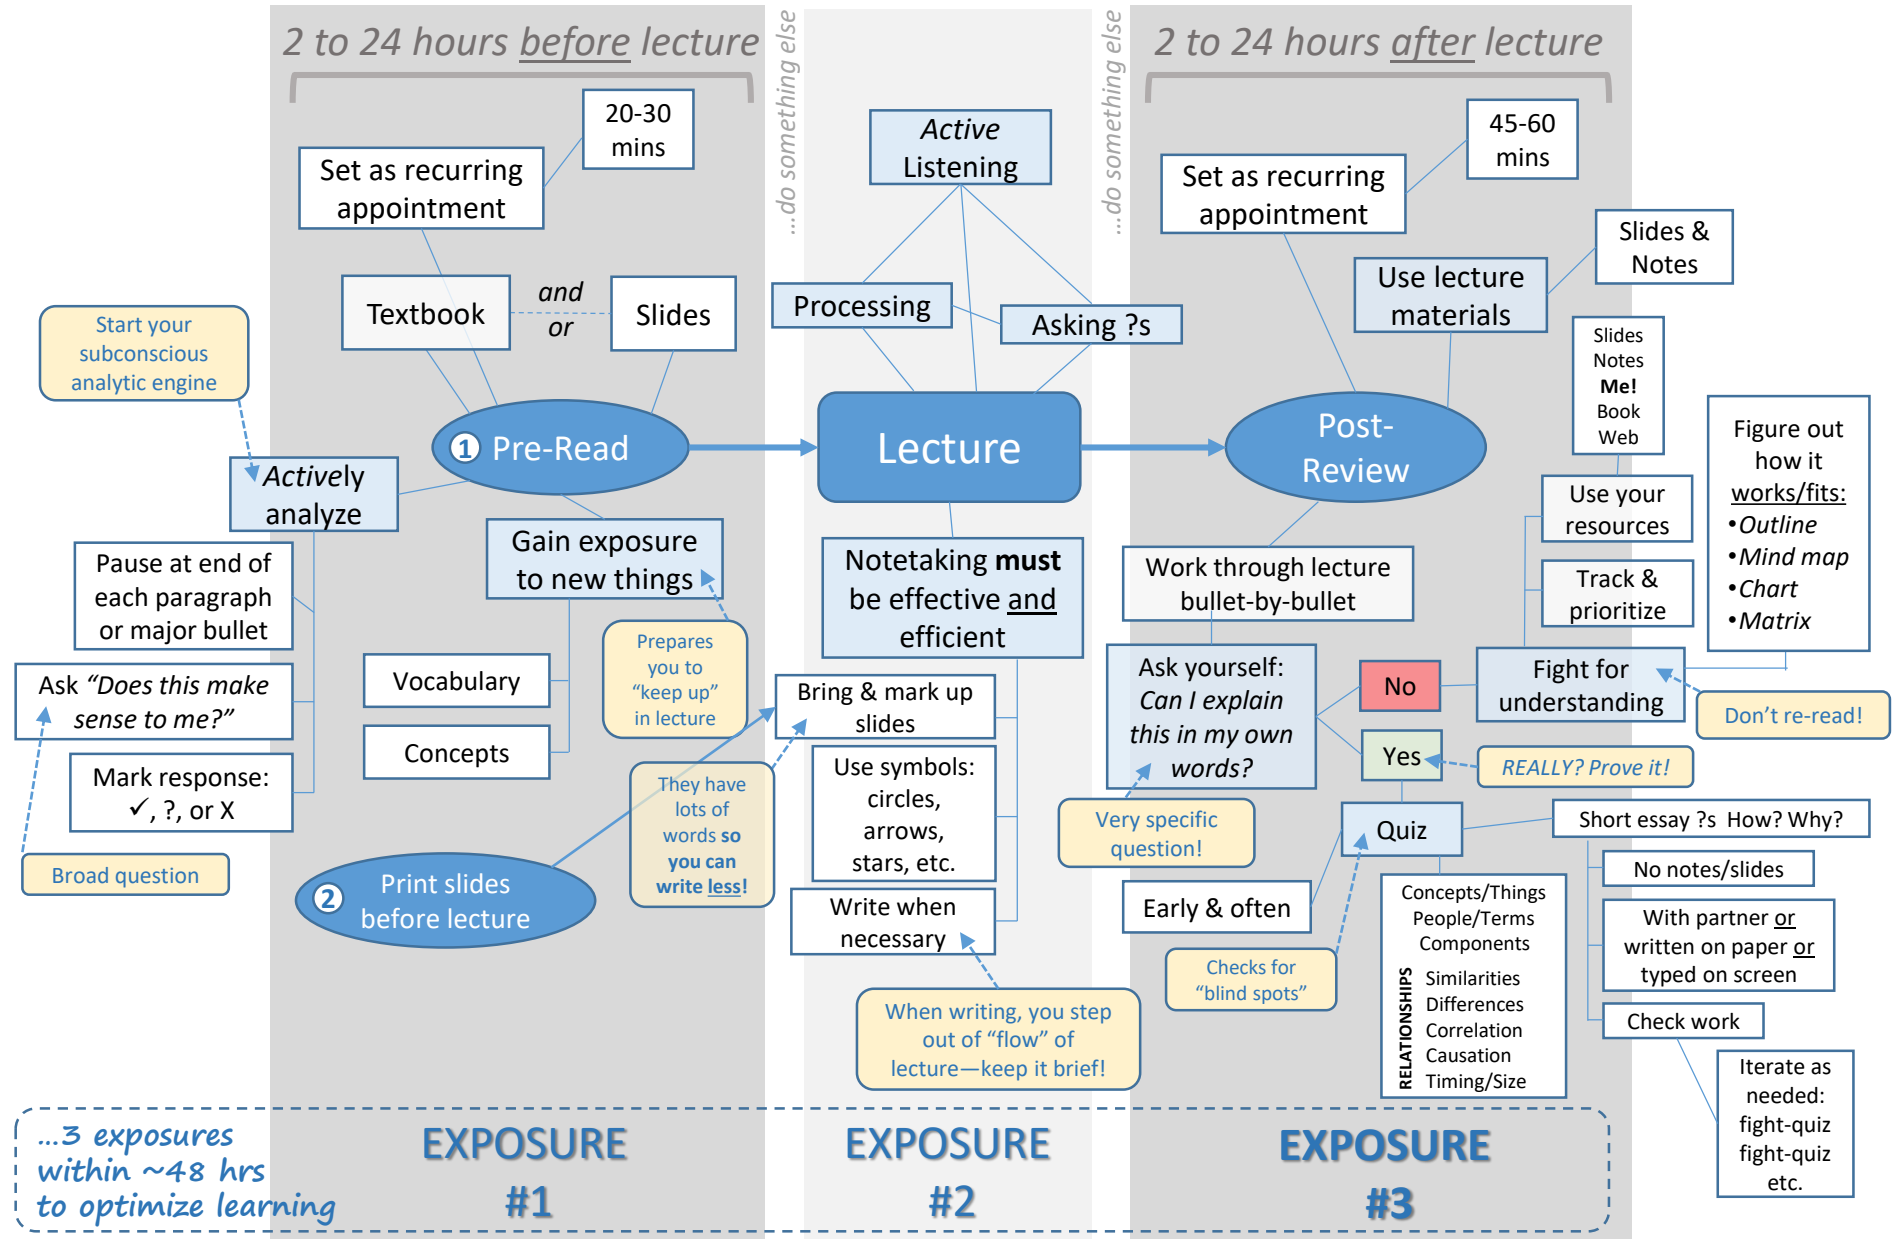 2 to 24 hours before lecture
20-30
mins
Set as recurring
appointment
Textbook
and
or
Slides
Start your
subconscious
analytic engine
1 Pre-Read
Actively
analyze
Pause at end of
each paragraph
or major bullet
Ask “Does this make
sense to me?”
Mark response:
✓, ?, or X
Broad question
Gain exposure
to new things
Vocabulary
Concepts
Prepares
you to
“keep up”
in lecture
They have
lots of
words so
you can
write less!
2 Print slides
before lecture
...do something else
Active
Listening
Processing
Asking ?s
Lecture
Notetaking must
be effective and
efficient
Bring & mark up
slides
Use symbols:
circles,
arrows,
stars, etc.
Write when
necessary
When writing, you step
out of “flow” of
lecture—keep it brief!
...do something else
2 to 24 hours after lecture
45-60
mins
Set as recurring
appointment
Slides &
Notes
Use lecture
materials
Post-
Review
Slides
Notes
Me!
Book
Web
Use your
resources
Track &
prioritize
Figure out
how it
works/fits:
•Outline
•Mind map
•Chart
•Matrix
Work through lecture
bullet-by-bullet
Ask yourself:
Can I explain
this in my own
words?
Very specific
question!
No
Fight for
understanding
Don’t re-read!
Yes
REALLY? Prove it!
Quiz
Early & often
Checks for
“blind spots”
Concepts/Things
People/Terms
Components
RELATIONSHIPS
Similarities
Differences
Correlation
Causation
Timing/Size
Short essay ?s How? Why?
No notes/slides
With partner or
written on paper or
typed on screen
Check work
Iterate as
needed:
fight-quiz
fight-quiz
etc.
...3 exposures
within ~48 hrs
to optimize learning
EXPOSURE
#1
EXPOSURE
#2
EXPOSURE
#3